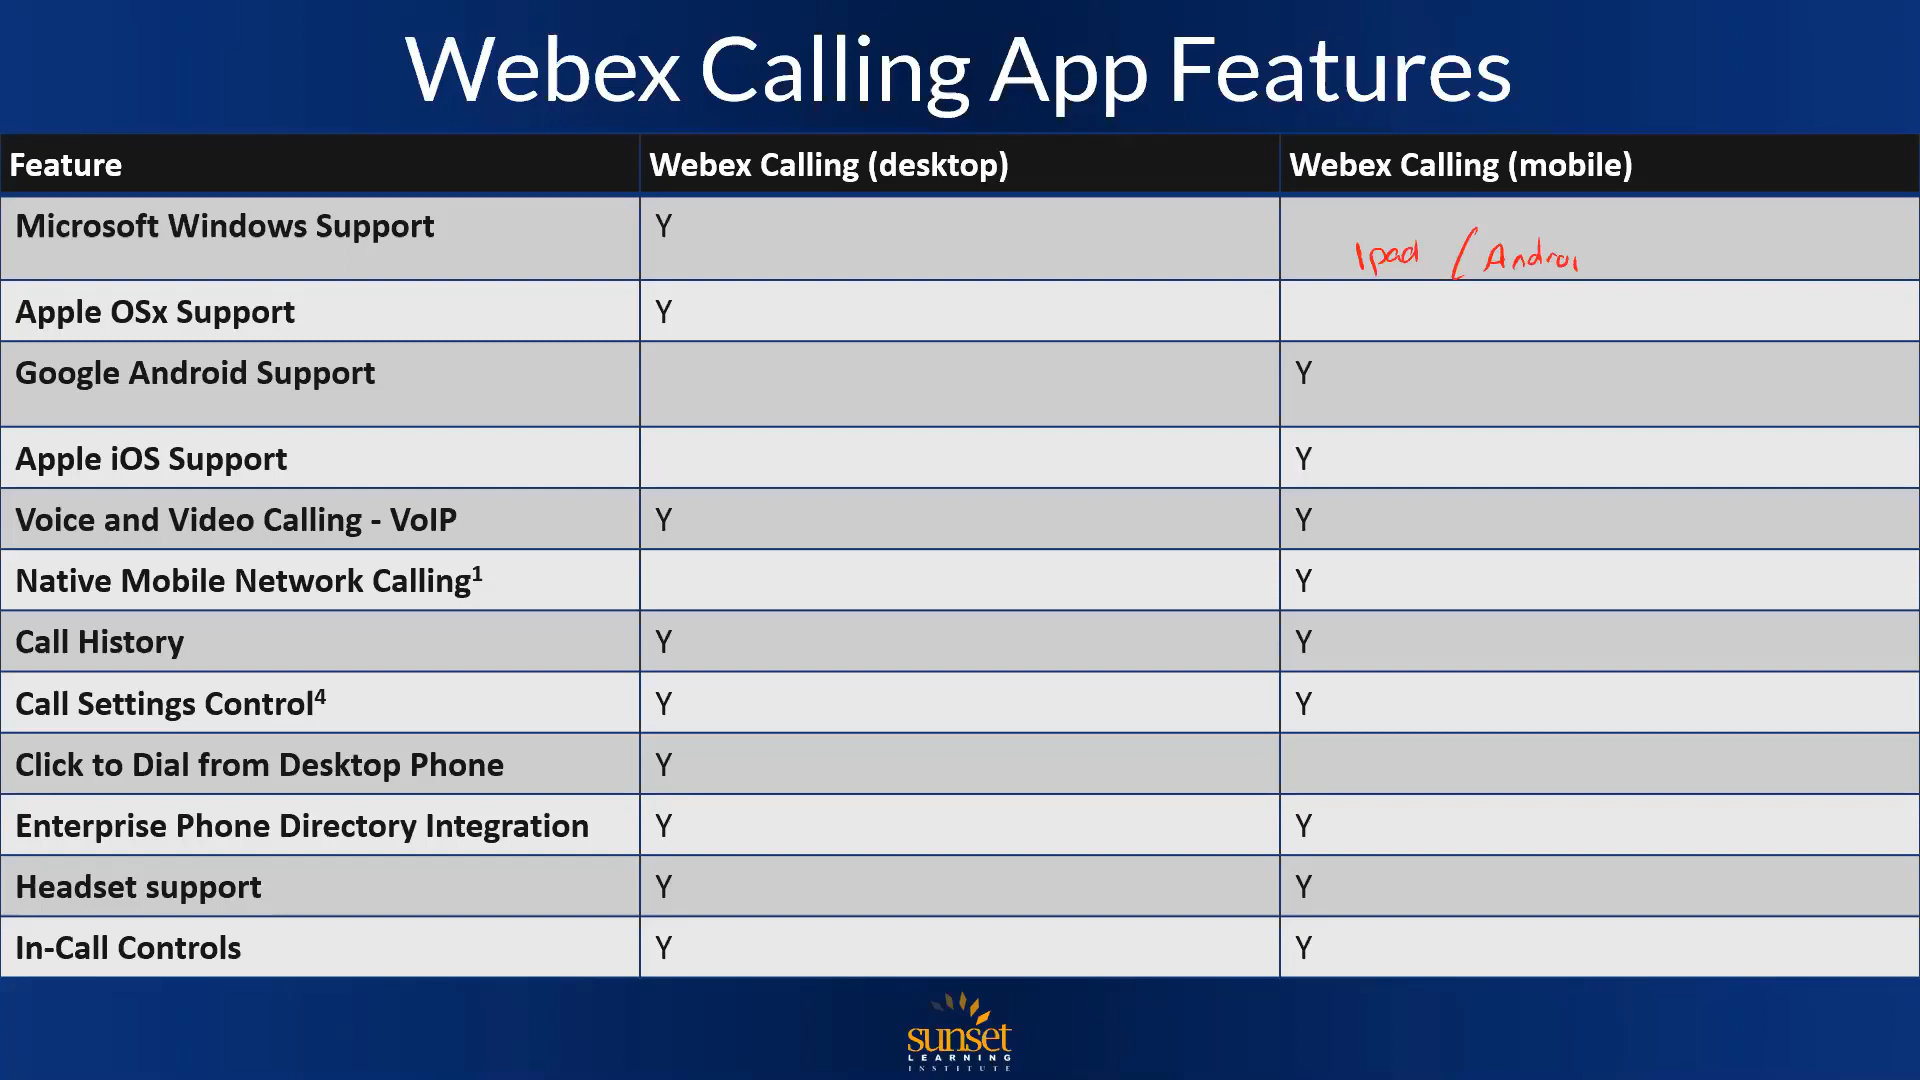 Webex Calling App Features
Feature Webex Calling (desktop) Webex Calling (mobile)
Microsoft Windows Support Y
Ipad / Androi
Apple OSx Support Y
Google Android Support Y
Apple iOS Support Y
Voice and Video Calling - VoIP Y Y
Native Mobile Network Calling¹ Y
Call History Y Y
Call Settings Control⁴ Y Y
Click to Dial from Desktop Phone Y
Enterprise Phone Directory Integration Y Y
Headset support Y Y
In-Call Controls Y Y
sunset
LEARNING
INSTITUTE